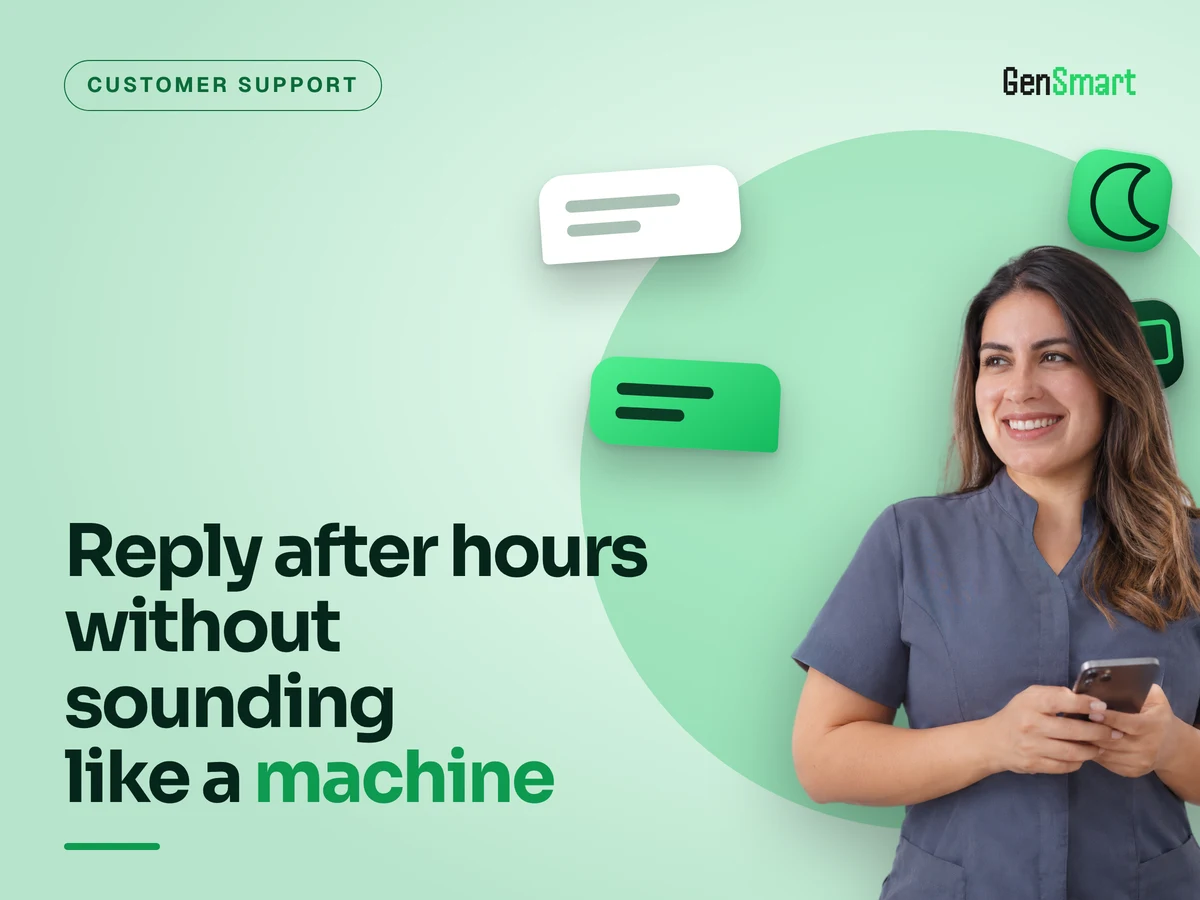 CUSTOMER SUPPORT
GenSmart
Reply after hours
without
sounding
like a machine